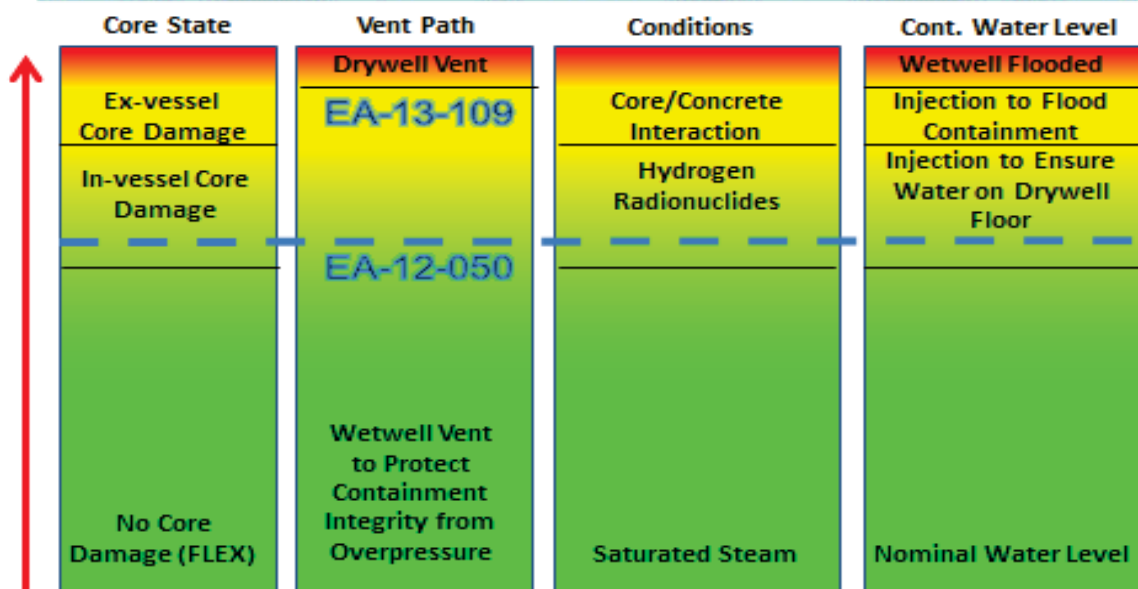 Core State
Vent Path
Conditions
Cont. Water Level
Drywell Vent
Wetwell Flooded
Ex-vessel
Core Damage
EA-13-109
Core/Concrete
Interaction
Injection to Flood
Containment
In-vessel Core
Damage
Hydrogen
Radionuclides
Injection to Ensure
Water on Drywell
Floor
EA-12-050
No Core
Damage (FLEX)
Wetwell Vent
to Protect
Containment
Integrity from
Overpressure
Saturated Steam
Nominal Water Level